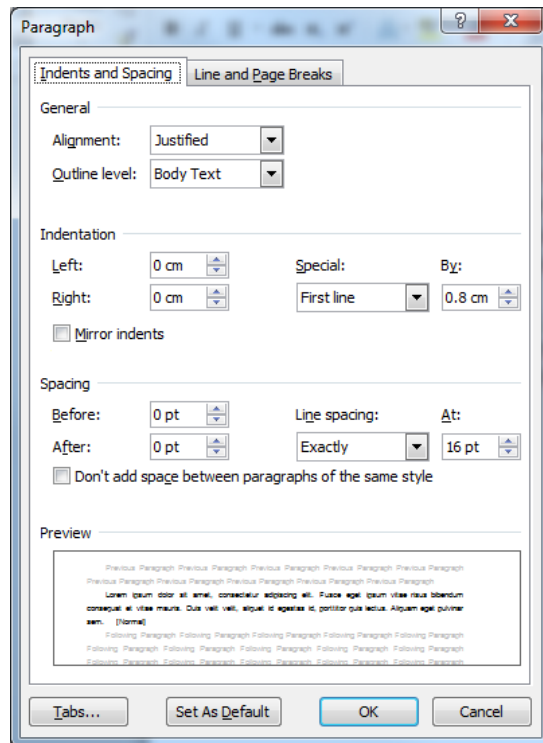 Paragraph
Indents and Spacing Line and Page Breaks
General
Alignment: Justified
Outline level: Body Text
Indentation
Left: 0 cm Special: By:
Right: 0 cm First line 0.8 cm
Mirror indents
Spacing
Before: 0 pt Line spacing: At:
After: 0 pt Exactly 16 pt
Don't add space between paragraphs of the same style
Preview
Previous Paragraph Previous Paragraph Previous Paragraph Previous Paragraph Previous Paragraph
Previous Paragraph Previous Paragraph Previous Paragraph Previous Paragraph Previous Paragraph
Lorem ipsum dolor sit amet, consectetur adipiscing elit. Fusce eget ipsum vitae risus bibendum
consequat et vitae mauris. Duis velit velit, aliquet id egestas id, porttitor quis lectus. Aliquam eget pulvinar
sem. [Normal]
Following Paragraph Following Paragraph Following Paragraph Following Paragraph Following Paragraph
Following Paragraph Following Paragraph Following Paragraph Following Paragraph Following Paragraph
Following Paragraph Following Paragraph Following Paragraph Following Paragraph Following Paragraph
Tabs... Set As Default OK Cancel